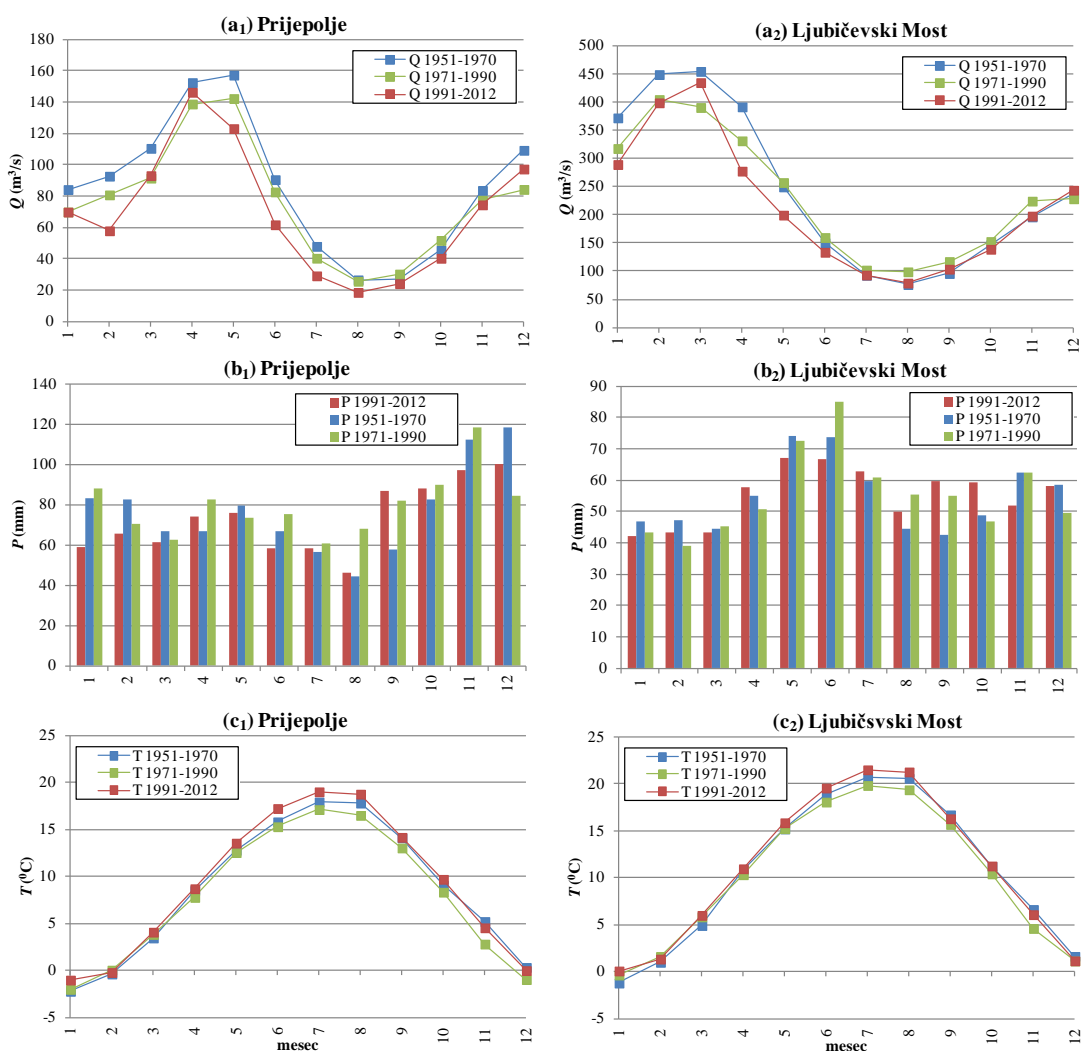 (a1) Prijepolje
180
160
140
120
100
80
60
40
20
0
Q (m³/s)
Q 1951-1970
Q 1971-1990
Q 1991-2012
1 2 3 4 5 6 7 8 9 10 11 12
(a2) Ljubičevski Most
500
450
400
350
300
250
200
150
100
50
0
Q (m³/s)
Q 1951-1970
Q 1971-1990
Q 1991-2012
1 2 3 4 5 6 7 8 9 10 11 12
(b1) Prijepolje
140
120
100
80
60
40
20
0
P (mm)
P 1991-2012
P 1951-1970
P 1971-1990
1 2 3 4 5 6 7 8 9 10 11 12
(b2) Ljubičevski Most
90
80
70
60
50
40
30
20
10
0
P (mm)
P 1991-2012
P 1951-1970
P 1971-1990
1 2 3 4 5 6 7 8 9 10 11 12
(c1) Prijepolje
25
20
15
10
5
0
-5
T (⁰C)
T 1951-1970
T 1971-1990
T 1991-2012
1 2 3 4 5 6 7 8 9 10 11 12
mesec
(c2) Ljubičsvski Most
25
20
15
10
5
0
-5
T (⁰C)
T 1951-1970
T 1971-1990
T 1991-2012
1 2 3 4 5 6 7 8 9 10 11 12
mesec